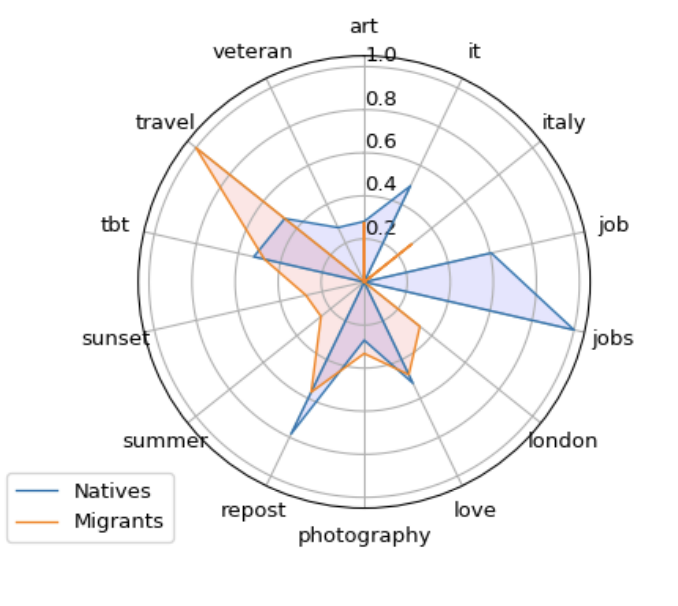 art
veteran
1.0
it
0.8
travel
italy
0.6
0.4
tbt
0.2
job
sunset
jobs
summer
london
repost
love
photography
Natives
Migrants